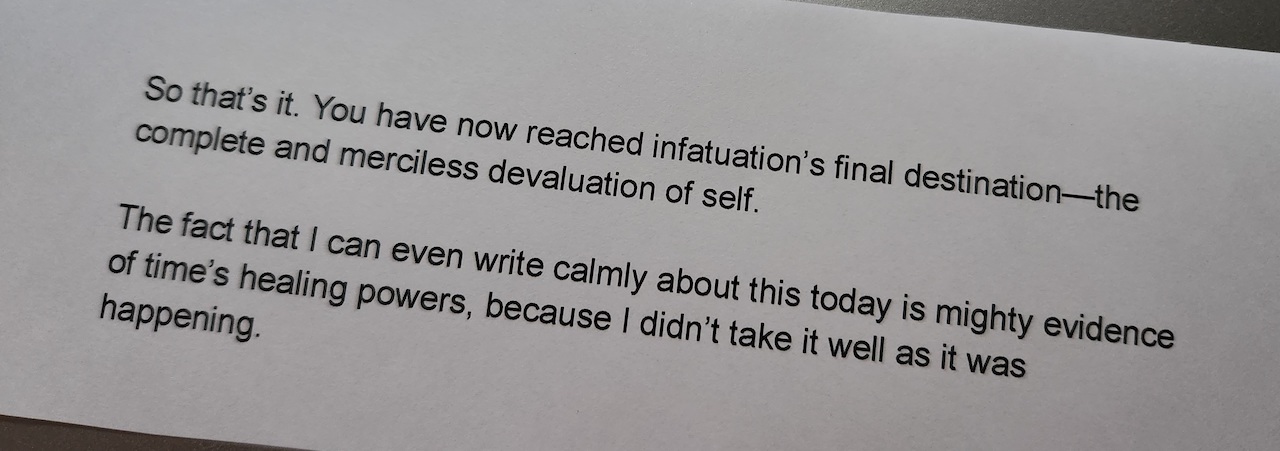 So that’s it. You have now reached infatuation’s final destination—the
complete and merciless devaluation of self.
The fact that I can even write calmly about this today is mighty evidence
of time’s healing powers, because I didn’t take it well as it was
happening.